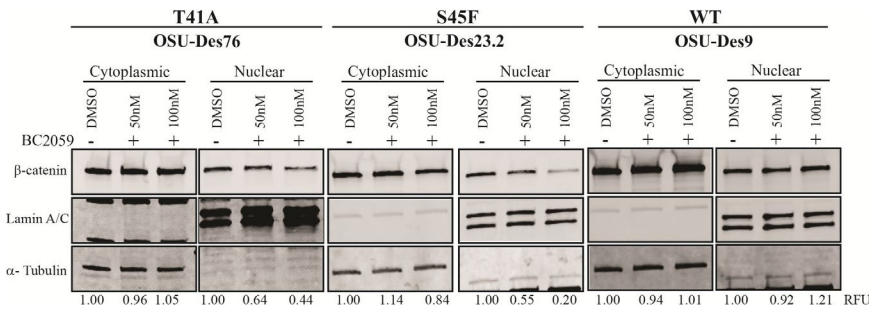 T41A S45F WT
OSU-Des76 OSU-Des23.2 OSU-Des9
Cytoplasmic Nuclear Cytoplasmic Nuclear Cytoplasmic Nuclear
DMSO 50nM 100nM DMSO 50nM 100nM DMSO 50nM 100nM DMSO 50nM 100nM DMSO 50nM 100nM DMSO 50nM 100nM
BC2059 - + + - + + - + + - + + - + + - + +
β-catenin
Lamin A/C
α- Tubulin
1.00 0.96 1.05 1.00 0.64 0.44 1.00 1.14 0.84 1.00 0.55 0.20 1.00 0.94 1.01 1.00 0.92 1.21 RFU